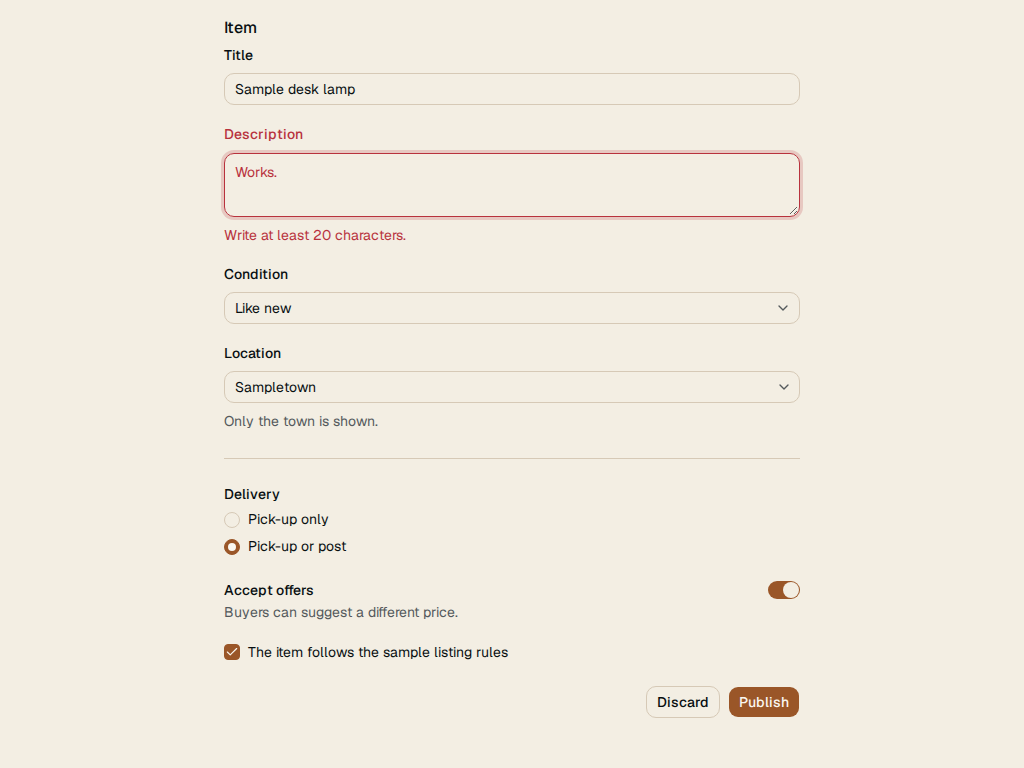 Item
Title
Sample desk lamp
Description
Works.
Write at least 20 characters.
Condition
Like new
Location
Sampletown
Only the town is shown.
Delivery
Pick-up only
Pick-up or post
Accept offers
Buyers can suggest a different price.
The item follows the sample listing rules
Discard Publish